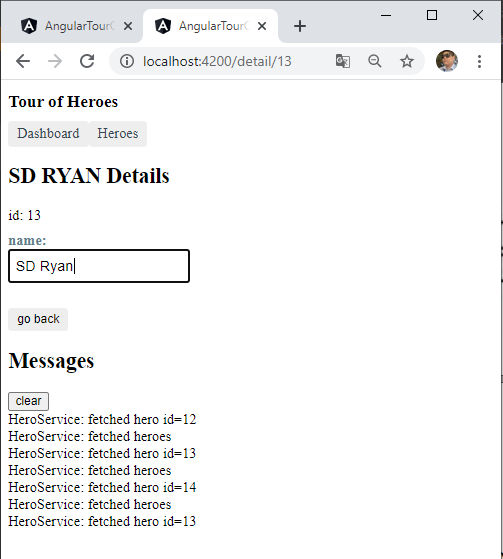 AngularTourO
AngularTourO
localhost:4200/detail/13
Tour of Heroes
Dashboard Heroes
SD RYAN Details
id: 13
name:
SD Ryan
go back
Messages
clear
HeroService: fetched hero id=12
HeroService: fetched heroes
HeroService: fetched hero id=13
HeroService: fetched heroes
HeroService: fetched hero id=14
HeroService: fetched heroes
HeroService: fetched hero id=13